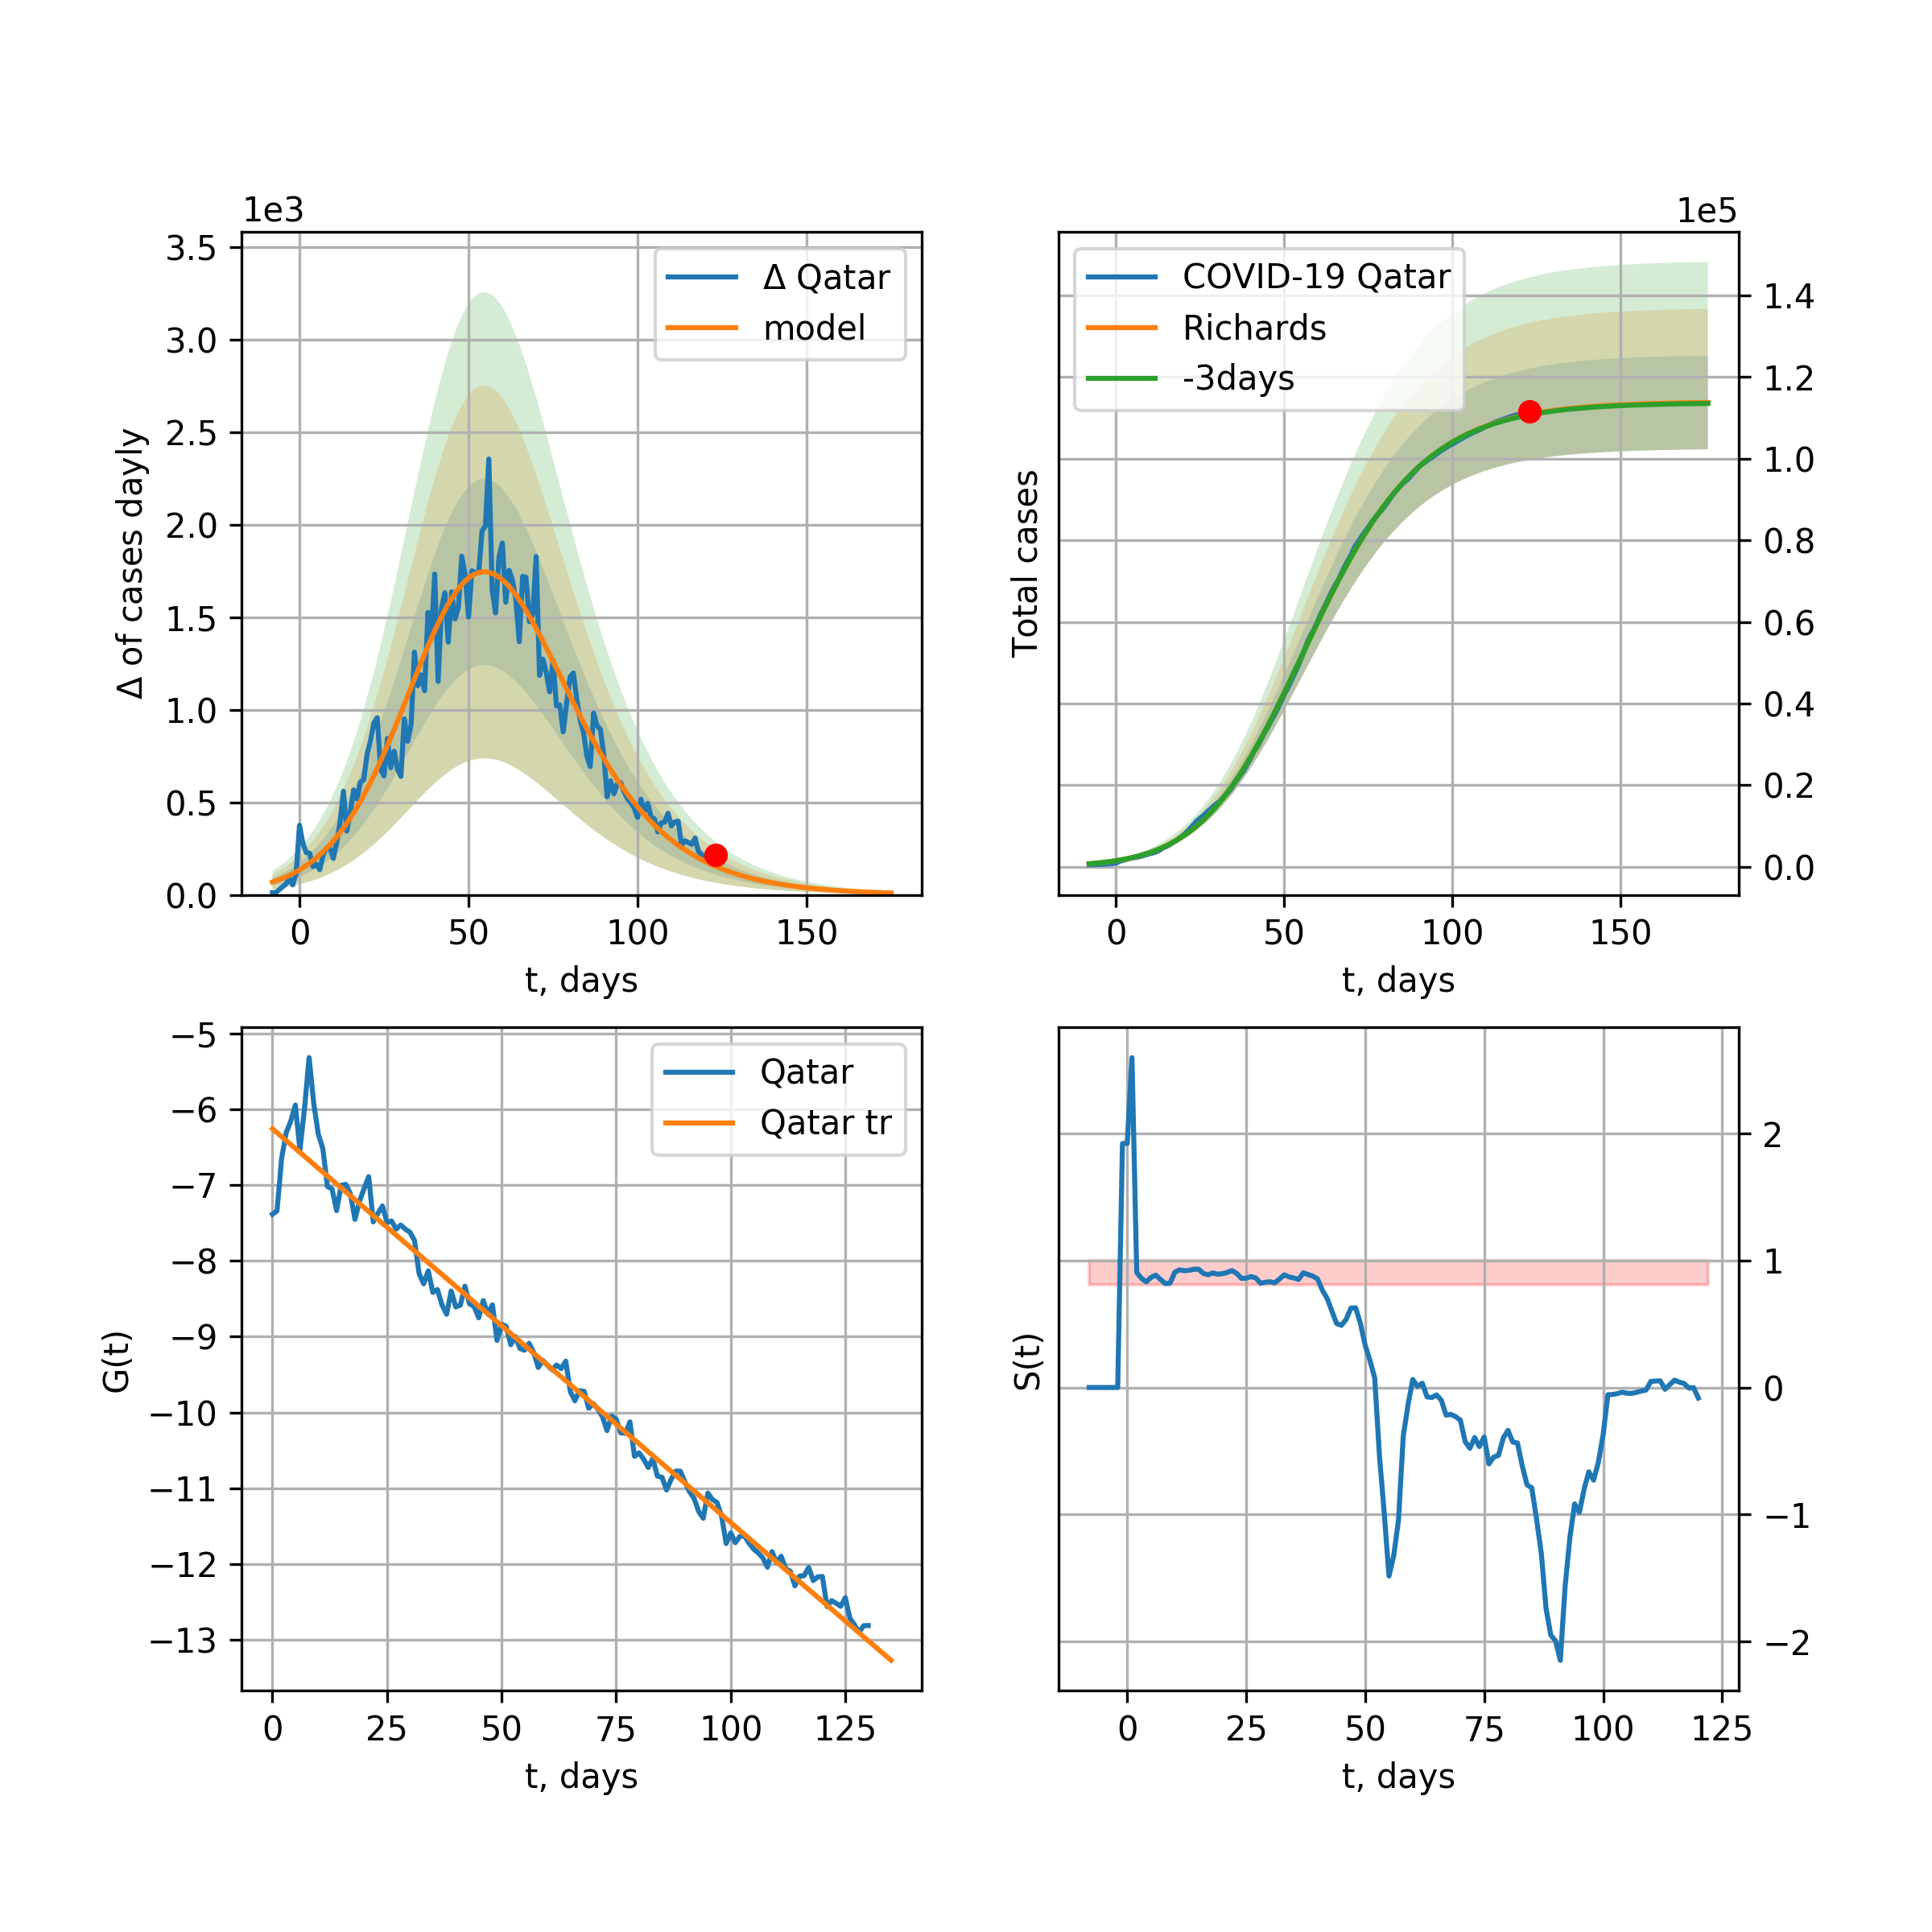 1e3
Δ of cases dayly
3.5
3.0
2.5
2.0
1.5
1.0
0.5
0.0
Δ Qatar
model
0 50 100 150
t, days
1e5
Total cases
COVID-19 Qatar
Richards
-3days
1.4
1.2
1.0
0.8
0.6
0.4
0.2
0.0
0 50 100 150
t, days
G(t)
−5
−6
−7
−8
−9
−10
−11
−12
−13
Qatar
Qatar tr
0 25 50 75 100 125
t, days
S(t)
2
1
0
−1
−2
0 25 50 75 100 125
t, days